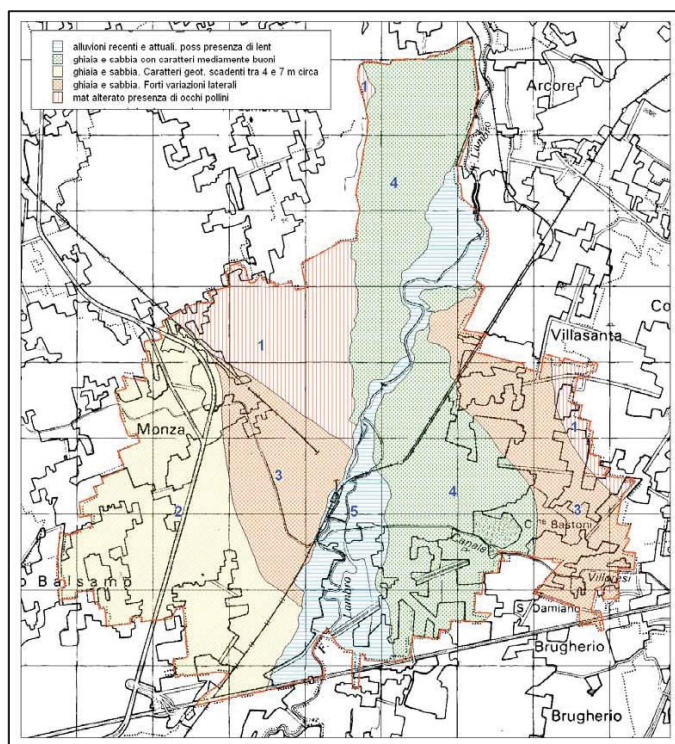 alluvioni recenti e attuali. poss presenza di lent
ghiaia e sabbia con caratteri mediamente buoni
ghiaia e sabbia. Caratteri geot. scadenti tra 4 e 7 m circa
ghiaia e sabbia. Forti variazioni laterali
mat alterato presenza di occhi pollini
Arcore
1
Lambro
4
Villasanta
Co
1
1
Monza
3
4
3
2
5
C.na Bastoni
Canale
o Balsamo
Villoresi
S. Damiano
Brugherio
Brugherio